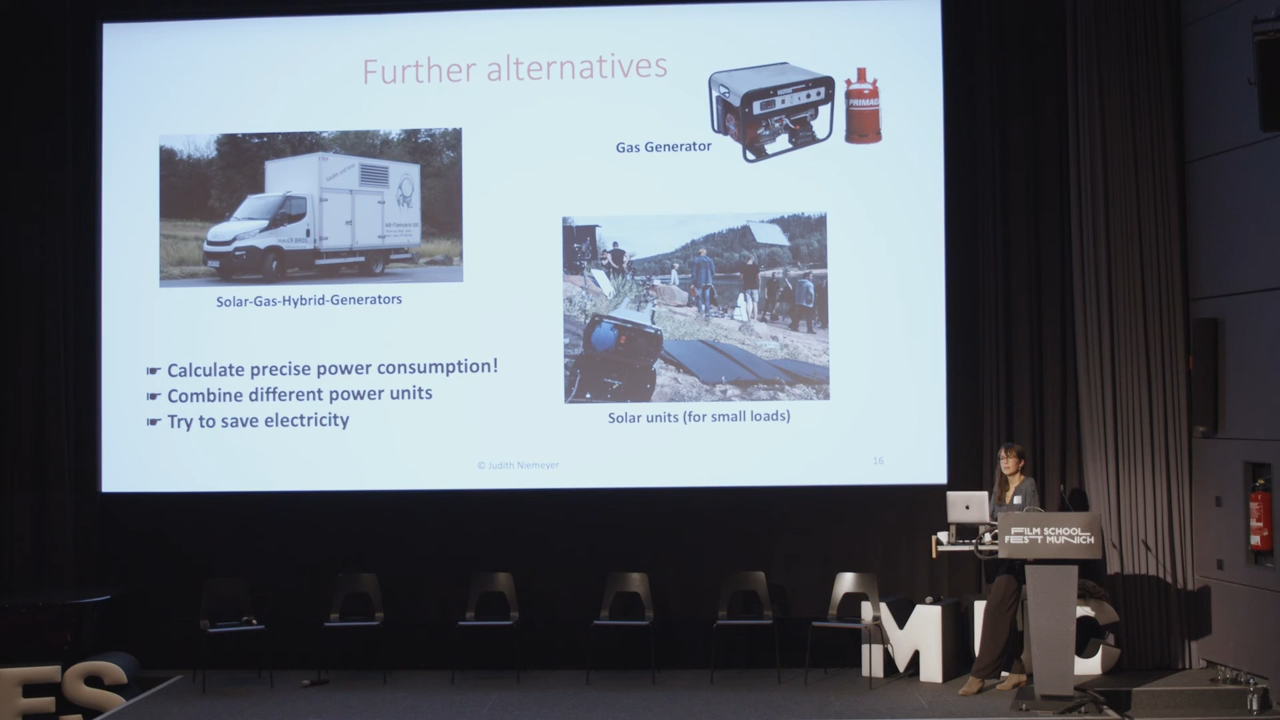 Further alternatives
PRIMAG
Gas Generator
Solar-Gas-Hybrid-Generators
☛ Calculate precise power consumption!
☛ Combine different power units
☛ Try to save electricity
Solar units (for small loads)
© Judith Niemeyer
16
FILM SCHOOL
FEST MUNICH
M
C
ES